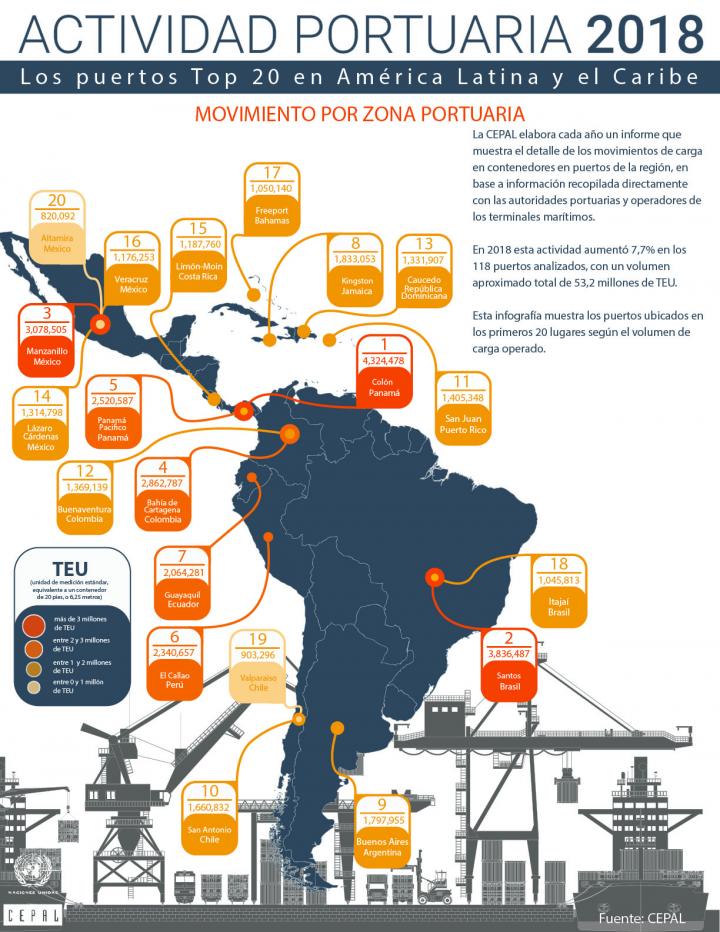 ACTIVIDAD PORTUARIA 2018
Los puertos Top 20 en América Latina y el Caribe
MOVIMIENTO POR ZONA PORTUARIA
La CEPAL elabora cada año un informe que
muestra el detalle de los movimientos de carga
en contenedores en puertos de la región, en
base a información recopilada directamente
con las autoridades portuarias y operadores de
los terminales marítimos.
En 2018 esta actividad aumentó 7,7% en los
118 puertos analizados, con un volumen
aproximado total de 53,2 millones de TEU.
Esta infografía muestra los puertos ubicados en
los primeros 20 lugares según el volumen de
carga operado.
17
1,050,140
Freeport
Bahamas
20
820,092
Altamira
México
16
1,176,253
Veracruz
México
15
1,187,760
Limón-Moin
Costa Rica
8
1,833,053
Kingston
Jamaica
13
1,331,907
Caucedo
República
Dominicana
3
3,078,505
Manzanillo
México
1
4,324,478
Colón
Panamá
14
1,314,798
Lázaro
Cárdenas
México
5
2,520,587
Panamá
Pacífico
Panamá
11
1,405,348
San Juan
Puerto Rico
12
1,369,139
Buenaventura
Colombia
4
2,862,787
Bahía de
Cartagena
Colombia
7
2,064,281
Guayaquil
Ecuador
18
1,045,813
Itajaí
Brasil
6
2,340,657
El Callao
Perú
19
903,296
Valparaíso
Chile
2
3,836,487
Santos
Brasil
10
1,660,832
San Antonio
Chile
9
1,797,955
Buenos Aires
Argentina
TEU
(unidad de medición estándar,
equivalente a un contenedor
de 20 pies, o 6,25 metros)
más de 3 millones
de TEU
entre 2 y 3 millones
de TEU
entre 1 y 2 millones
de TEU
entre 0 y 1 millón
de TEU
NACIONES UNIDAS
CEPAL
Fuente: CEPAL